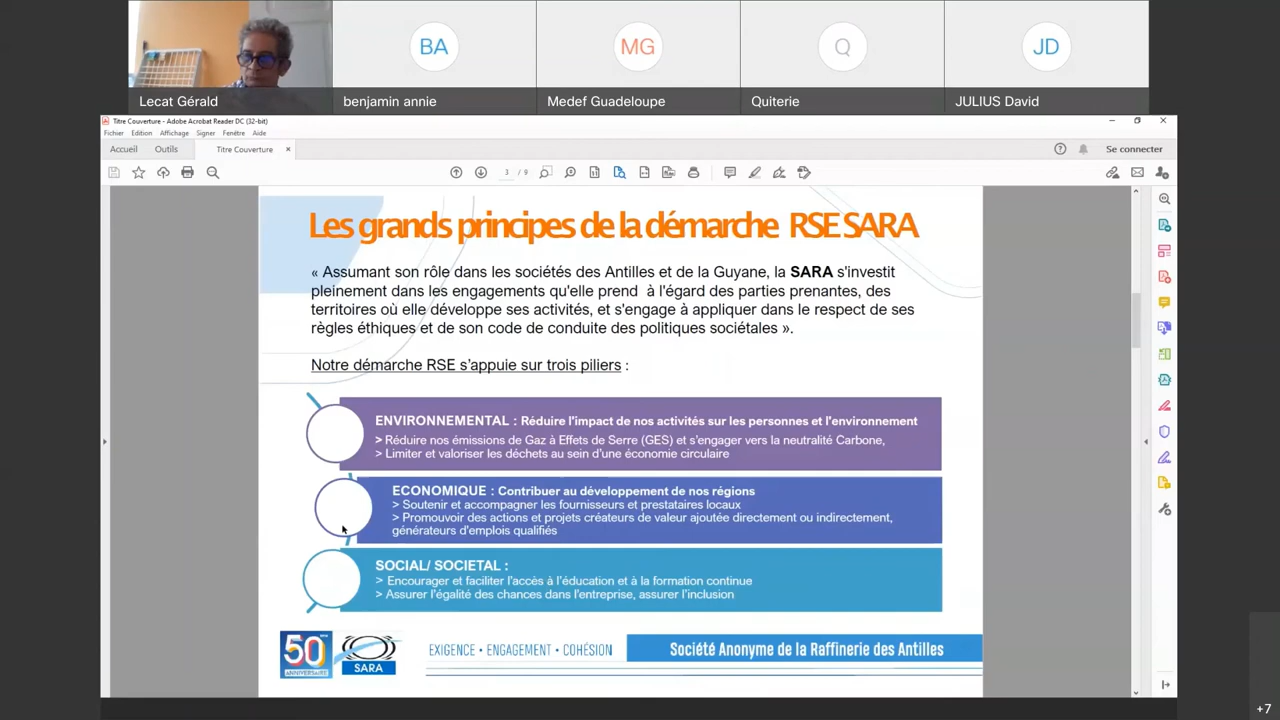 BA
MG
Q
JD
Lecat Gérald
benjamin annie
Medef Guadeloupe
Quiterie
JULIUS David
Titre Couverture - Adobe Acrobat Reader DC (32-bit)
Fichier Edition Affichage Signer Fenêtre Aide
Accueil Outils Titre Couverture × Se connecter
3 / 9
Les grands principes de la démarche RSE SARA
« Assumant son rôle dans les sociétés des Antilles et de la Guyane, la SARA s'investit
pleinement dans les engagements qu'elle prend à l'égard des parties prenantes, des
territoires où elle développe ses activités, et s'engage à appliquer dans le respect de ses
règles éthiques et de son code de conduite des politiques sociétales ».
Notre démarche RSE s'appuie sur trois piliers :
ENVIRONNEMENTAL : Réduire l'impact de nos activités sur les personnes et l'environnement
> Réduire nos émissions de Gaz à Effets de Serre (GES) et s'engager vers la neutralité Carbone,
> Limiter et valoriser les déchets au sein d'une économie circulaire
ECONOMIQUE : Contribuer au développement de nos régions
> Soutenir et accompagner les fournisseurs et prestataires locaux
> Promouvoir des actions et projets créateurs de valeur ajoutée directement ou indirectement,
générateurs d'emplois qualifiés
SOCIAL/ SOCIETAL :
> Encourager et faciliter l'accès à l'éducation et à la formation continue
> Assurer l'égalité des chances dans l'entreprise, assurer l'inclusion
50
ANNIVERSAIRE
SARA
EXIGENCE • ENGAGEMENT • COHÉSION
Société Anonyme de la Raffinerie des Antilles
+7